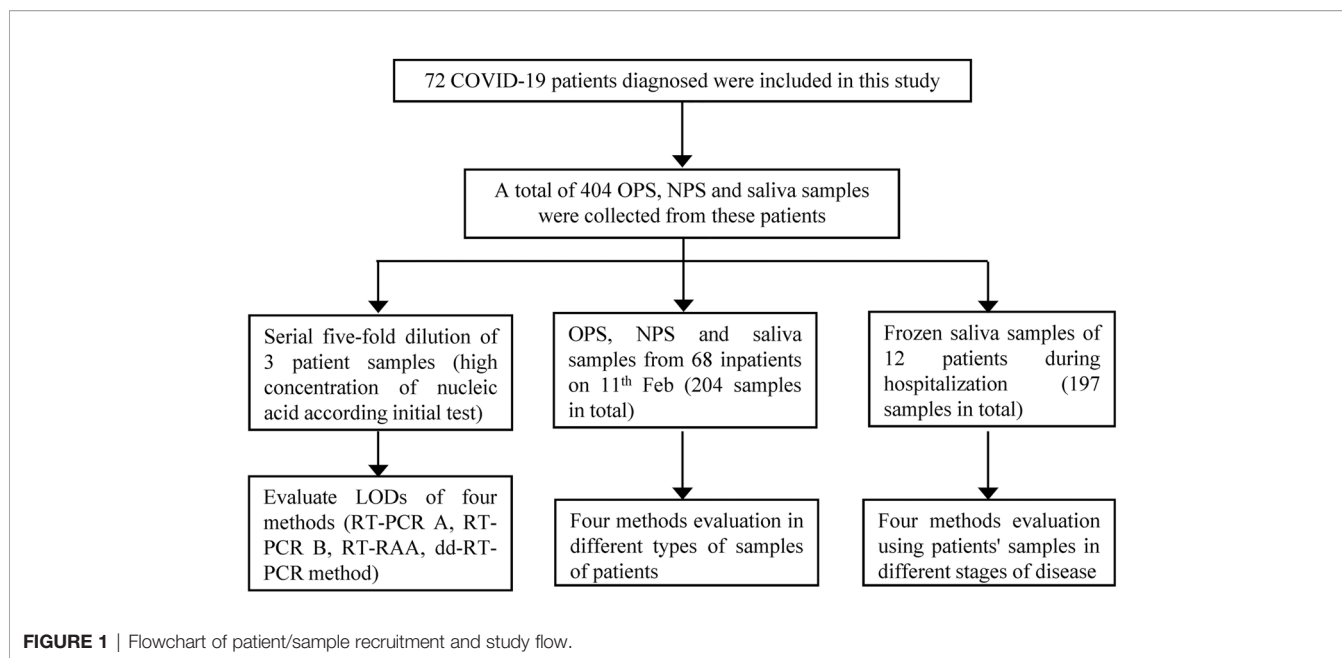 72 COVID-19 patients diagnosed were included in this study
A total of 404 OPS, NPS and saliva samples
were collected from these patients
Serial five-fold dilution of
3 patient samples (high
concentration of nucleic
acid according initial test)
OPS, NPS and saliva
samples from 68 inpatients
on 11th Feb (204 samples
in total)
Frozen saliva samples of
12 patients during
hospitalization (197
samples in total)
Evaluate LODs of four
methods (RT-PCR A, RT-
PCR B, RT-RAA, dd-RT-
PCR method)
Four methods evaluation in
different types of samples
of patients
Four methods evaluation
using patients' samples in
different stages of disease
FIGURE 1 | Flowchart of patient/sample recruitment and study flow.